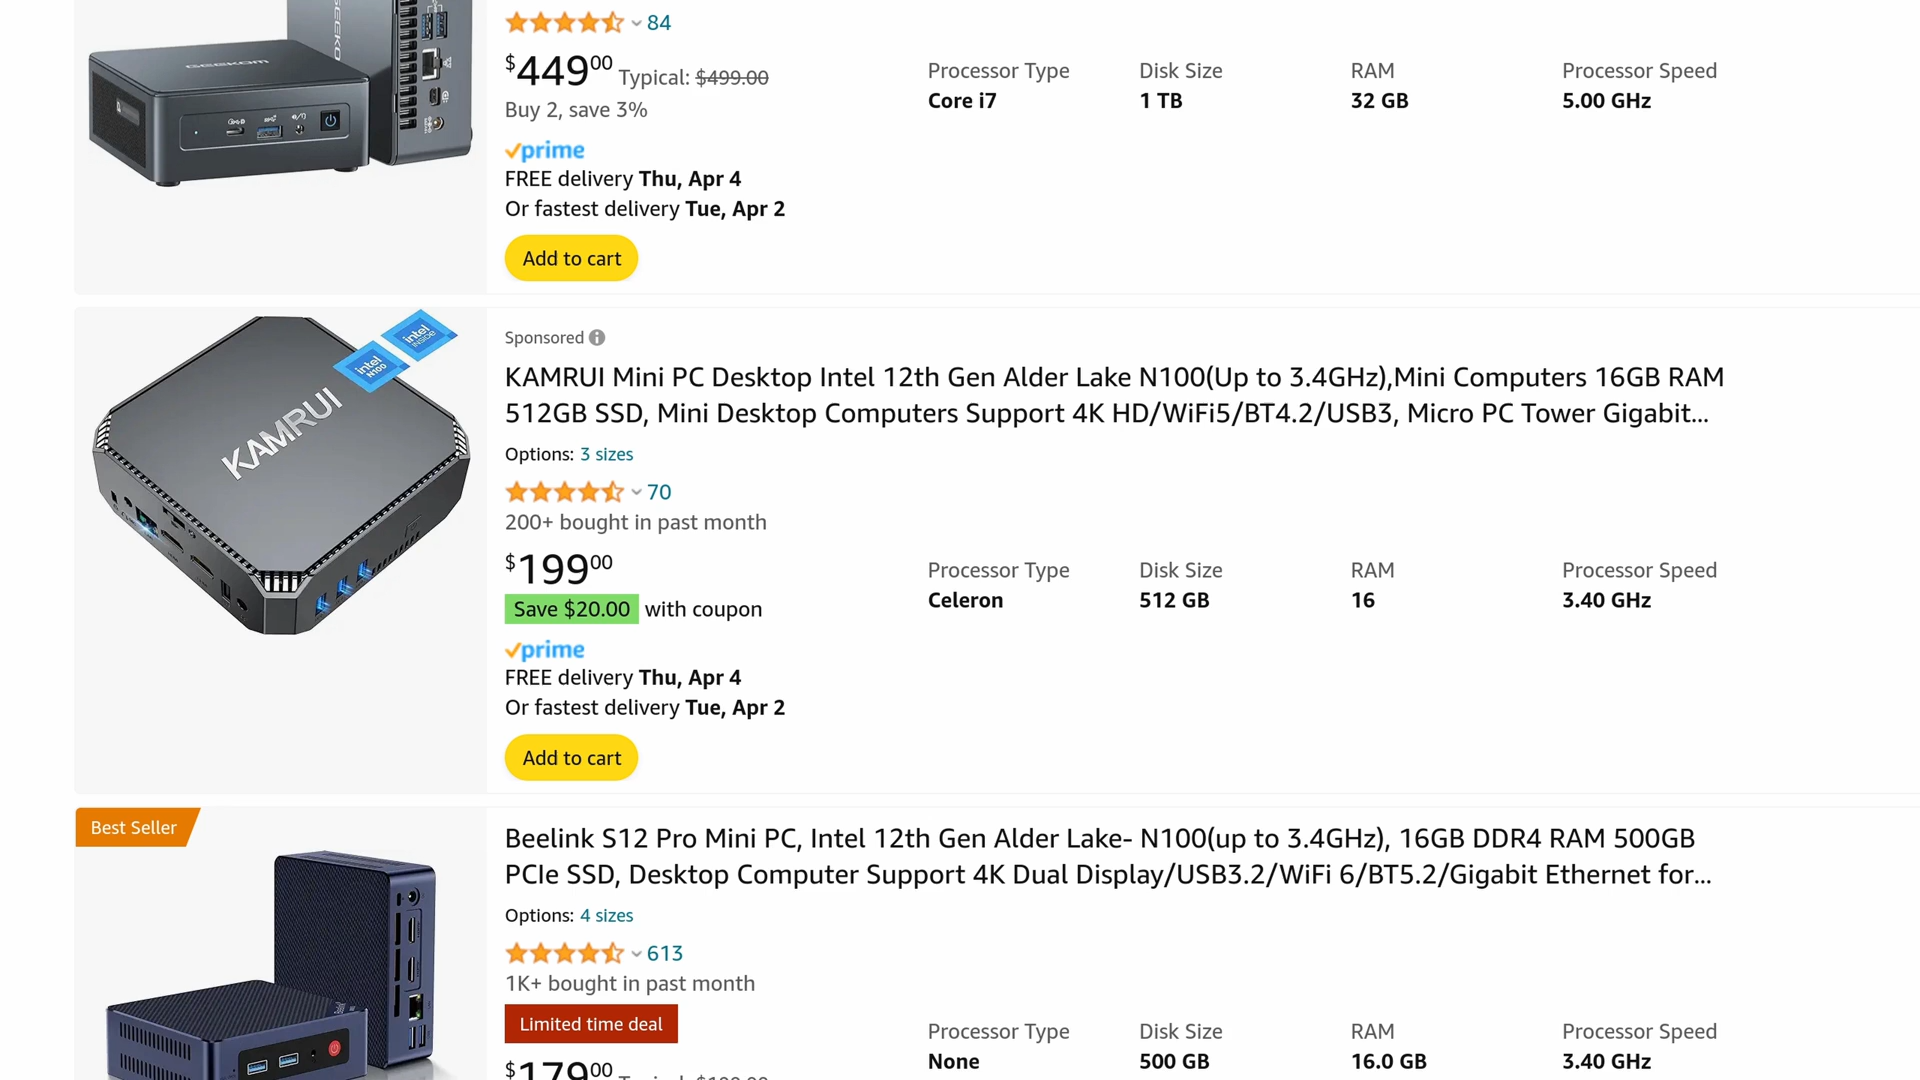 GEEKOM
84
$449.00 Typical: $499.00
Buy 2, save 3%
prime
FREE delivery Thu, Apr 4
Or fastest delivery Tue, Apr 2
Add to cart
Processor Type
Core i7
Disk Size
1 TB
RAM
32 GB
Processor Speed
5.00 GHz
intel
INSIDE
intel
N100
KAMRUI
Sponsored
KAMRUI Mini PC Desktop Intel 12th Gen Alder Lake N100(Up to 3.4GHz),Mini Computers 16GB RAM
512GB SSD, Mini Desktop Computers Support 4K HD/WiFi5/BT4.2/USB3, Micro PC Tower Gigabit...
Options: 3 sizes
70
200+ bought in past month
$199.00
Save $20.00 with coupon
prime
FREE delivery Thu, Apr 4
Or fastest delivery Tue, Apr 2
Add to cart
Processor Type
Celeron
Disk Size
512 GB
RAM
16
Processor Speed
3.40 GHz
Best Seller
Beelink S12 Pro Mini PC, Intel 12th Gen Alder Lake- N100(up to 3.4GHz), 16GB DDR4 RAM 500GB
PCIe SSD, Desktop Computer Support 4K Dual Display/USB3.2/WiFi 6/BT5.2/Gigabit Ethernet for...
Options: 4 sizes
613
1K+ bought in past month
Limited time deal
$179.00
Processor Type
None
Disk Size
500 GB
RAM
16.0 GB
Processor Speed
3.40 GHz